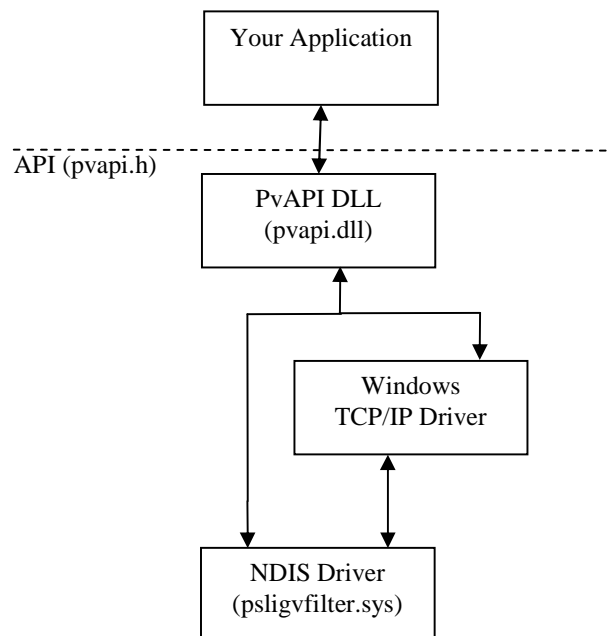 Your Application
API (pvapi.h)
PvAPI DLL
(pvapi.dll)
Windows
TCP/IP Driver
NDIS Driver
(psligvfilter.sys)